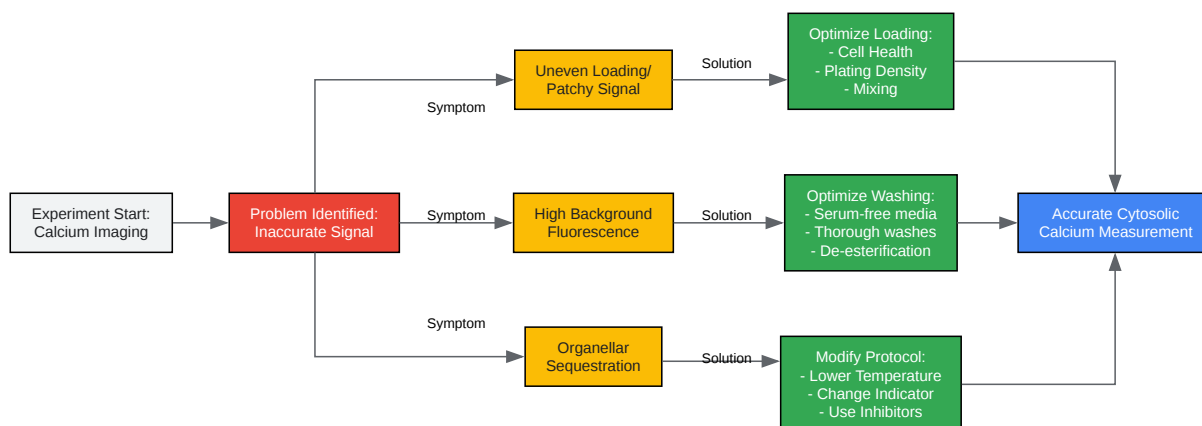 Experiment Start:
Calcium Imaging
Problem Identified:
Inaccurate Signal
Symptom
Uneven Loading/
Patchy Signal
Solution
Optimize Loading:
- Cell Health
- Plating Density
- Mixing
Symptom
High Background
Fluorescence
Solution
Optimize Washing:
- Serum-free media
- Thorough washes
- De-esterification
Symptom
Organellar
Sequestration
Solution
Modify Protocol:
- Lower Temperature
- Change Indicator
- Use Inhibitors
Accurate Cytosolic
Calcium Measurement